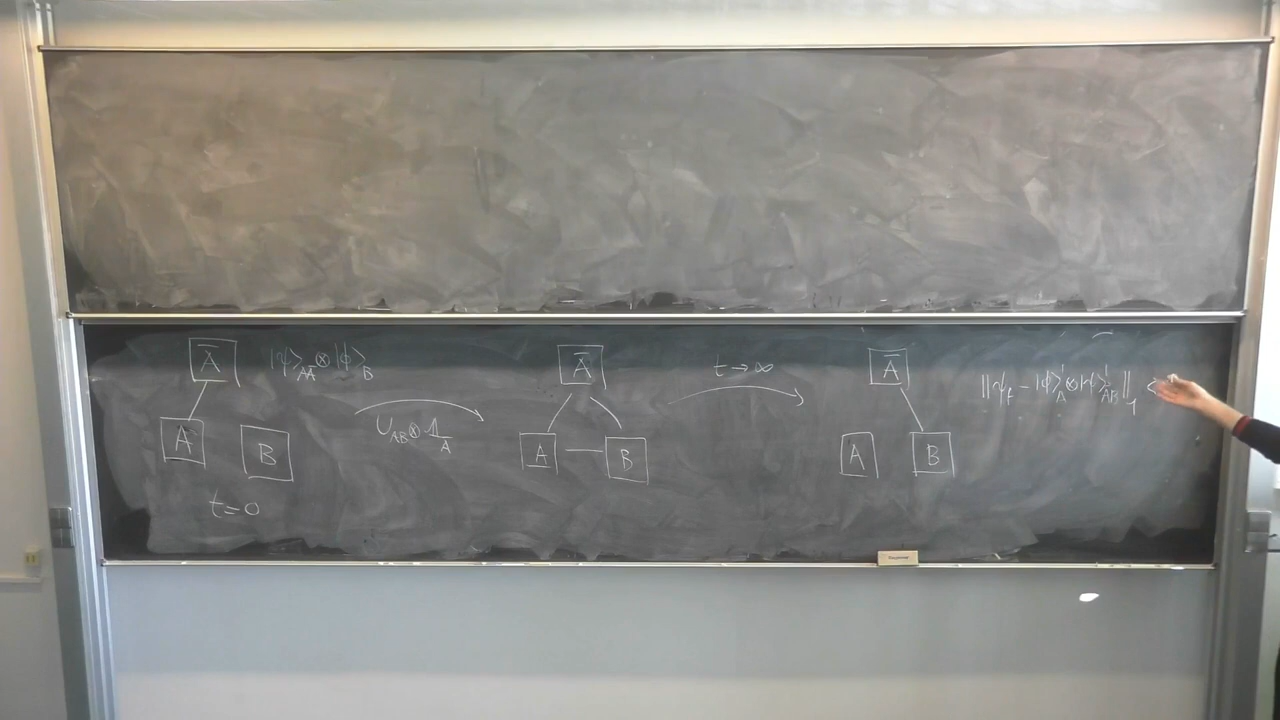 Ā |ψ⟩_{AĀ} ⊗ |ϕ⟩_B
A B
t=0
U_{AB} ⊗ 𝟙_Ā
Ā
A B
t → ∞
Ā
A B
‖ψ_f − |ϕ⟩'_A ⊗ |ψ⟩'_{ĀB}‖_1 <